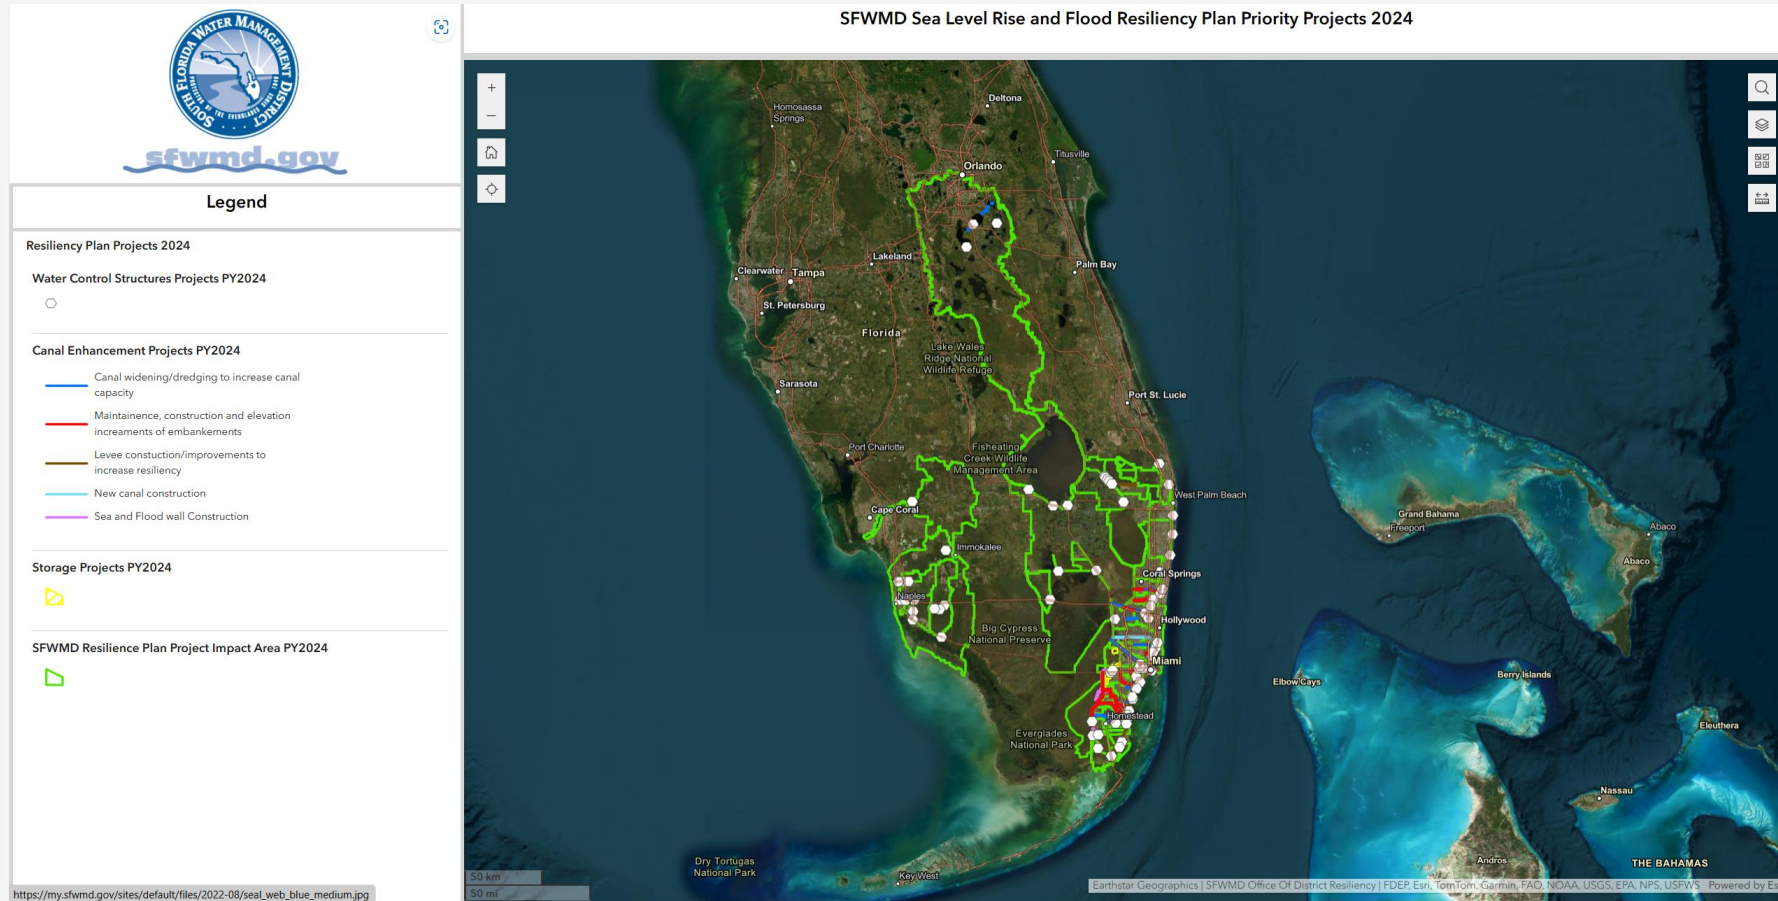 SOUTH FLORIDA WATER MANAGEMENT DISTRICT
GUARDIANS OF THE EVERGLADES
sfwmd.gov
SFWMD Sea Level Rise and Flood Resiliency Plan Priority Projects 2024
Legend
Resiliency Plan Projects 2024
Water Control Structures Projects PY2024
Canal Enhancement Projects PY2024
Canal widening/dredging to increase canal
capacity
Maintainence, construction and elevation
increaments of embankements
Levee constuction/improvements to
increase resiliency
New canal construction
Sea and Flood wall Construction
Storage Projects PY2024
SFWMD Resilience Plan Project Impact Area PY2024
https://my.sfwmd.gov/sites/default/files/2022-08/seal_web_blue_medium.jpg
+
−
Deltona
Homosassa
Springs
Titusville
Orlando
Lakeland
Palm Bay
Clearwater
Tampa
St. Petersburg
Florida
Lake Wales
Ridge National
Wildlife Refuge
Sarasota
Port St. Lucie
Port Charlotte
Fisheating
Creek Wildlife
Management Area
West Palm Beach
Cape Coral
Grand Bahama
Freeport
Abaco
Immokalee
Abaco
Coral Springs
Naples
Hollywood
Big Cypress
National Preserve
Miami
Berry Islands
Elbow Cays
Homestead
Eleuthera
Everglades
National Park
Nassau
Dry Tortugas
National Park
Key West
Andros
THE BAHAMAS
50 km
50 mi
Earthstar Geographics | SFWMD Office Of District Resiliency | FDEP, Esri, TomTom, Garmin, FAO, NOAA, USGS, EPA, NPS, USFWS
Powered by Es